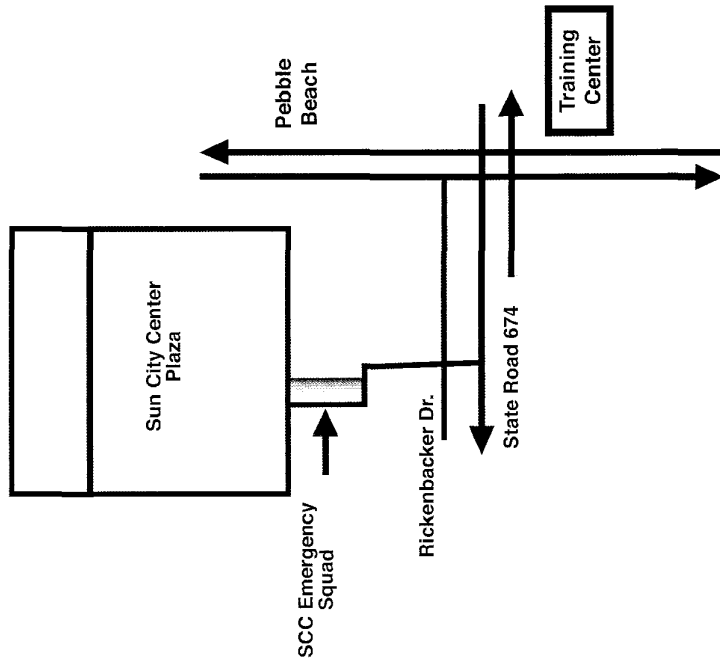 Sun City Center
Plaza
SCC Emergency
Squad
Rickenbacker Dr.
State Road 674
Pebble
Beach
Training
Center